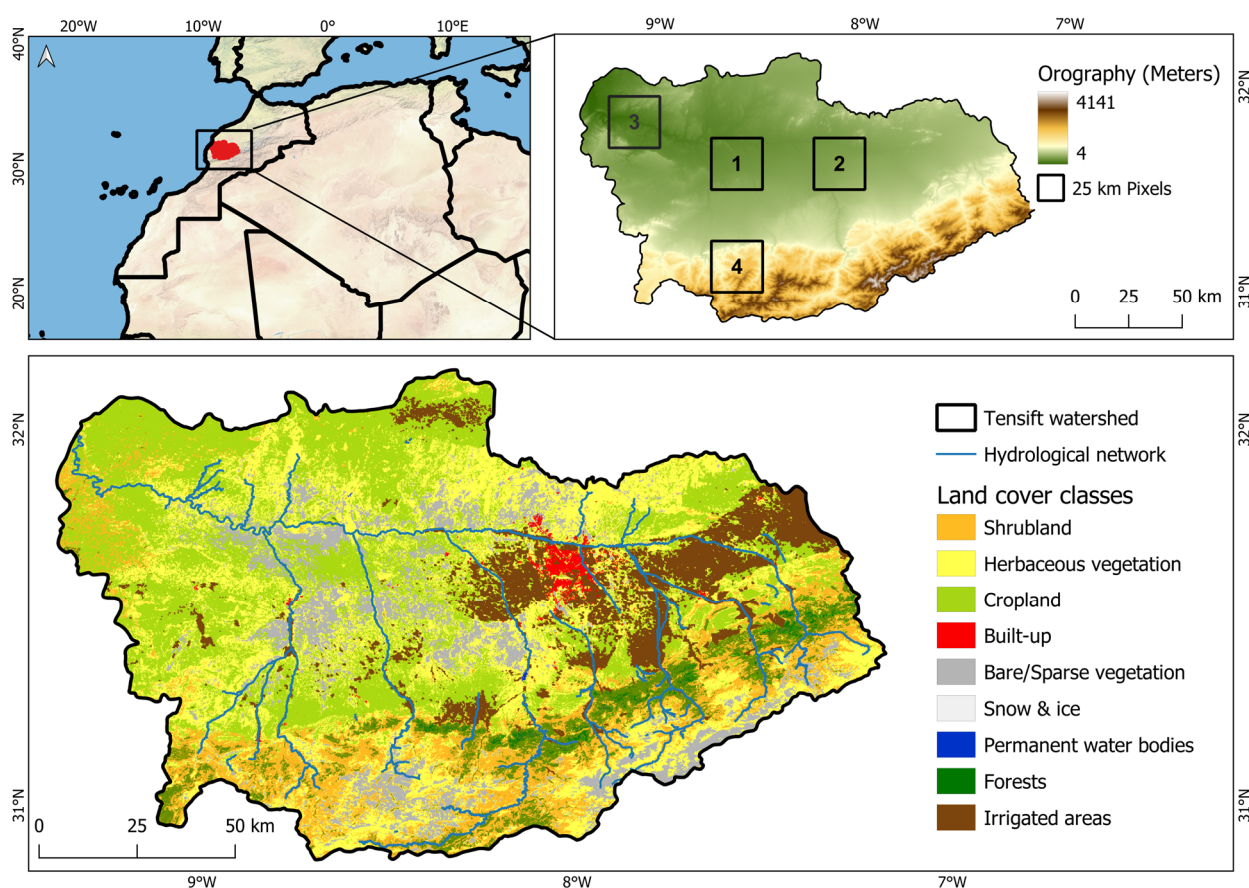 20°W 10°W 0° 10°E
9°W 8°W 7°W
40°N
30°N
20°N
32°N
31°N
Orography (Meters)
4141
4
25 km Pixels
3
1
2
4
0 25 50 km
32°N
31°N
32°N
31°N
Tensift watershed
Hydrological network
Land cover classes
Shrubland
Herbaceous vegetation
Cropland
Built-up
Bare/Sparse vegetation
Snow & ice
Permanent water bodies
Forests
Irrigated areas
0 25 50 km
9°W 8°W 7°W